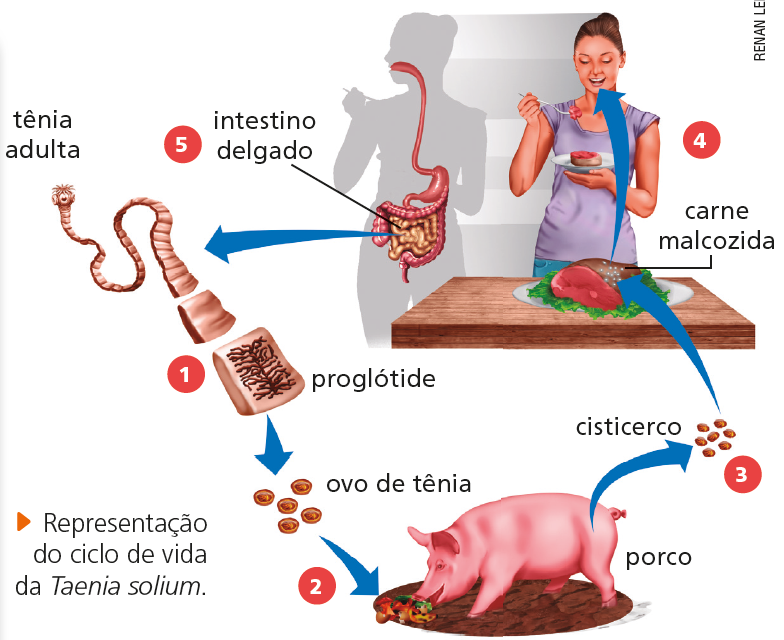 RENAN
tênia
adulta
5
intestino
delgado
4
carne
malcozida
1
proglótide
cisticerco
3
ovo de tênia
2
porco
Representação
do ciclo de vida
da Taenia solium.